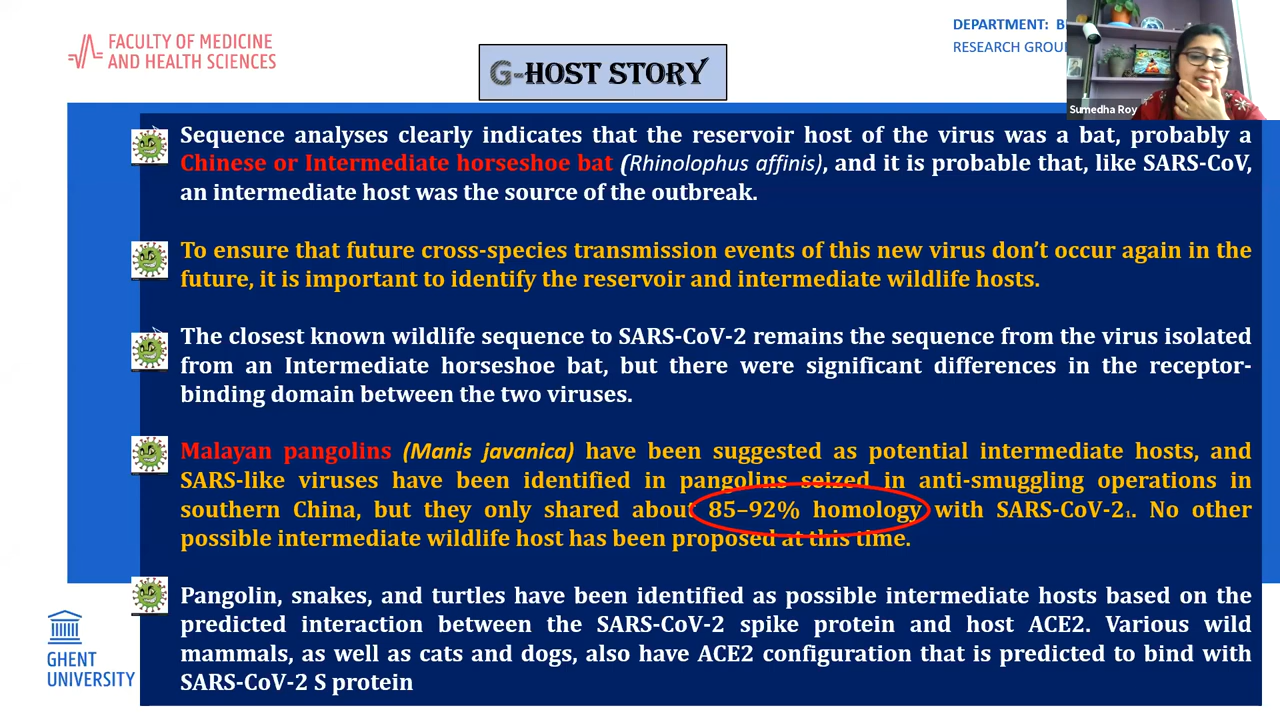 FACULTY OF MEDICINE
AND HEALTH SCIENCES
DEPARTMENT: B
RESEARCH GROU
Sumedha Roy
G-HOST STORY
Sequence analyses clearly indicates that the reservoir host of the virus was a bat, probably a
Chinese or Intermediate horseshoe bat (Rhinolophus affinis), and it is probable that, like SARS-CoV,
an intermediate host was the source of the outbreak.
To ensure that future cross-species transmission events of this new virus don’t occur again in the
future, it is important to identify the reservoir and intermediate wildlife hosts.
The closest known wildlife sequence to SARS-CoV-2 remains the sequence from the virus isolated
from an Intermediate horseshoe bat, but there were significant differences in the receptor-
binding domain between the two viruses.
Malayan pangolins (Manis javanica) have been suggested as potential intermediate hosts, and
SARS-like viruses have been identified in pangolins seized in anti-smuggling operations in
southern China, but they only shared about 85–92% homology with SARS-CoV-2₁. No other
possible intermediate wildlife host has been proposed at this time.
Pangolin, snakes, and turtles have been identified as possible intermediate hosts based on the
predicted interaction between the SARS-CoV-2 spike protein and host ACE2. Various wild
mammals, as well as cats and dogs, also have ACE2 configuration that is predicted to bind with
SARS-CoV-2 S protein
GHENT
UNIVERSITY